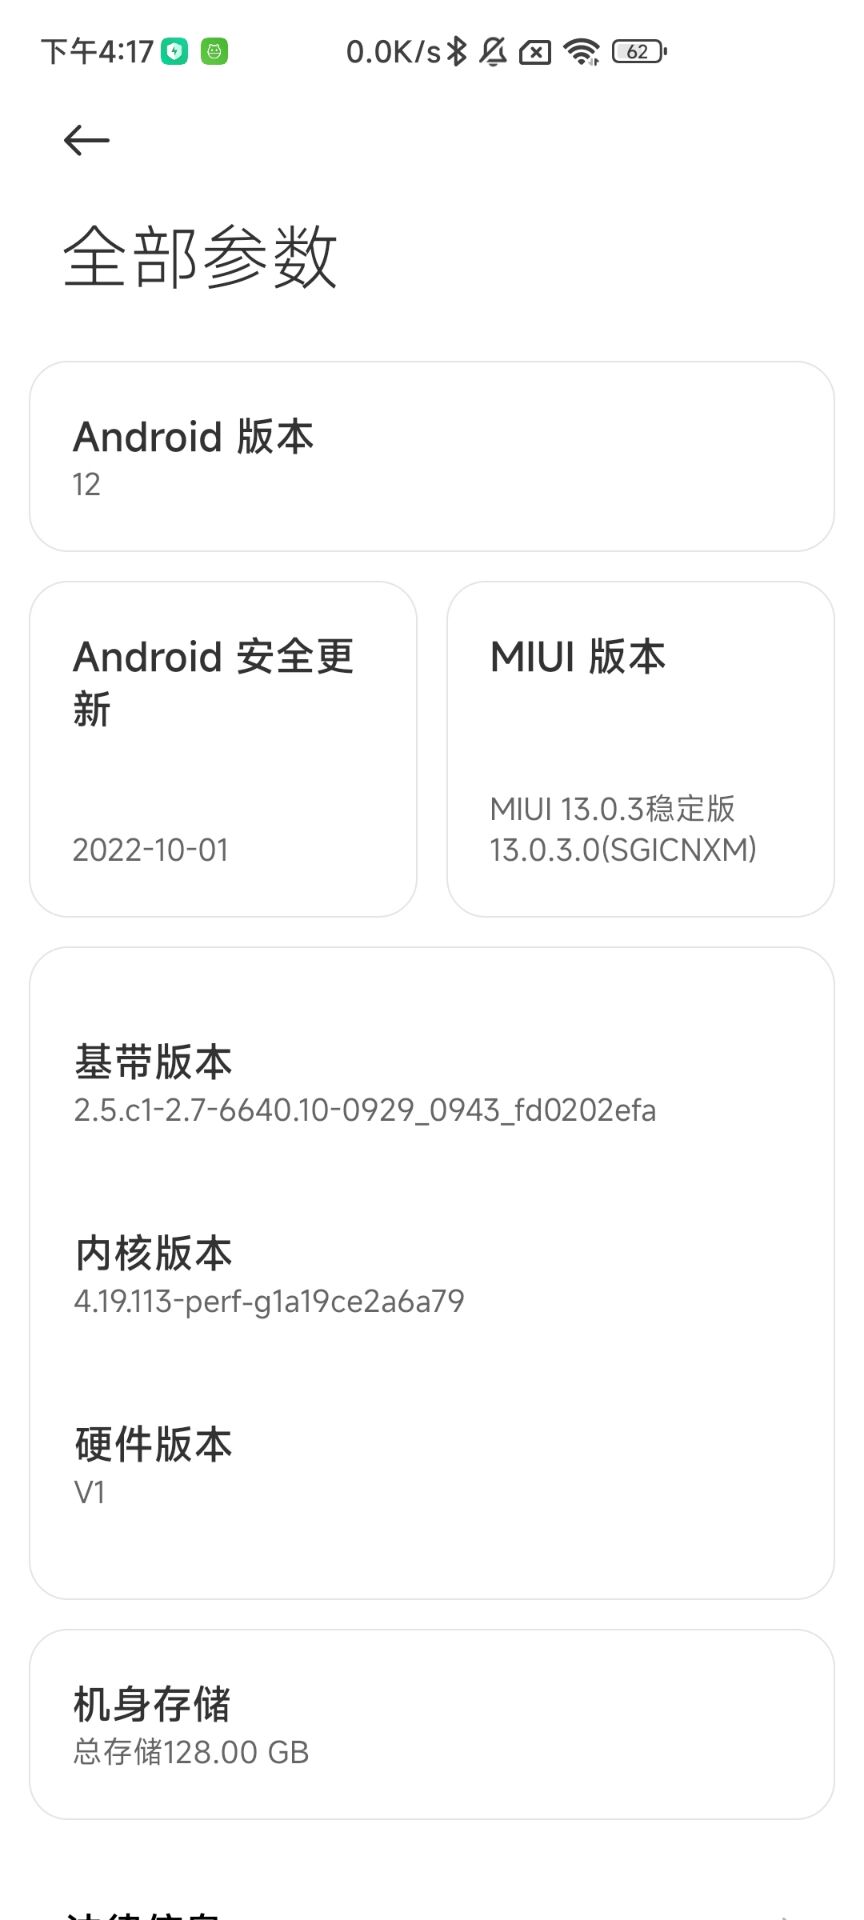 下午4:17 0.0K/s 62
全部参数
Android 版本
12
Android 安全更
新
2022-10-01
MIUI 版本
MIUI 13.0.3稳定版
13.0.3.0(SGICNXM)
基带版本
2.5.c1-2.7-6640.10-0929_0943_fd0202efa
内核版本
4.19.113-perf-g1a19ce2a6a79
硬件版本
V1
机身存储
总存储128.00 GB
法律信息